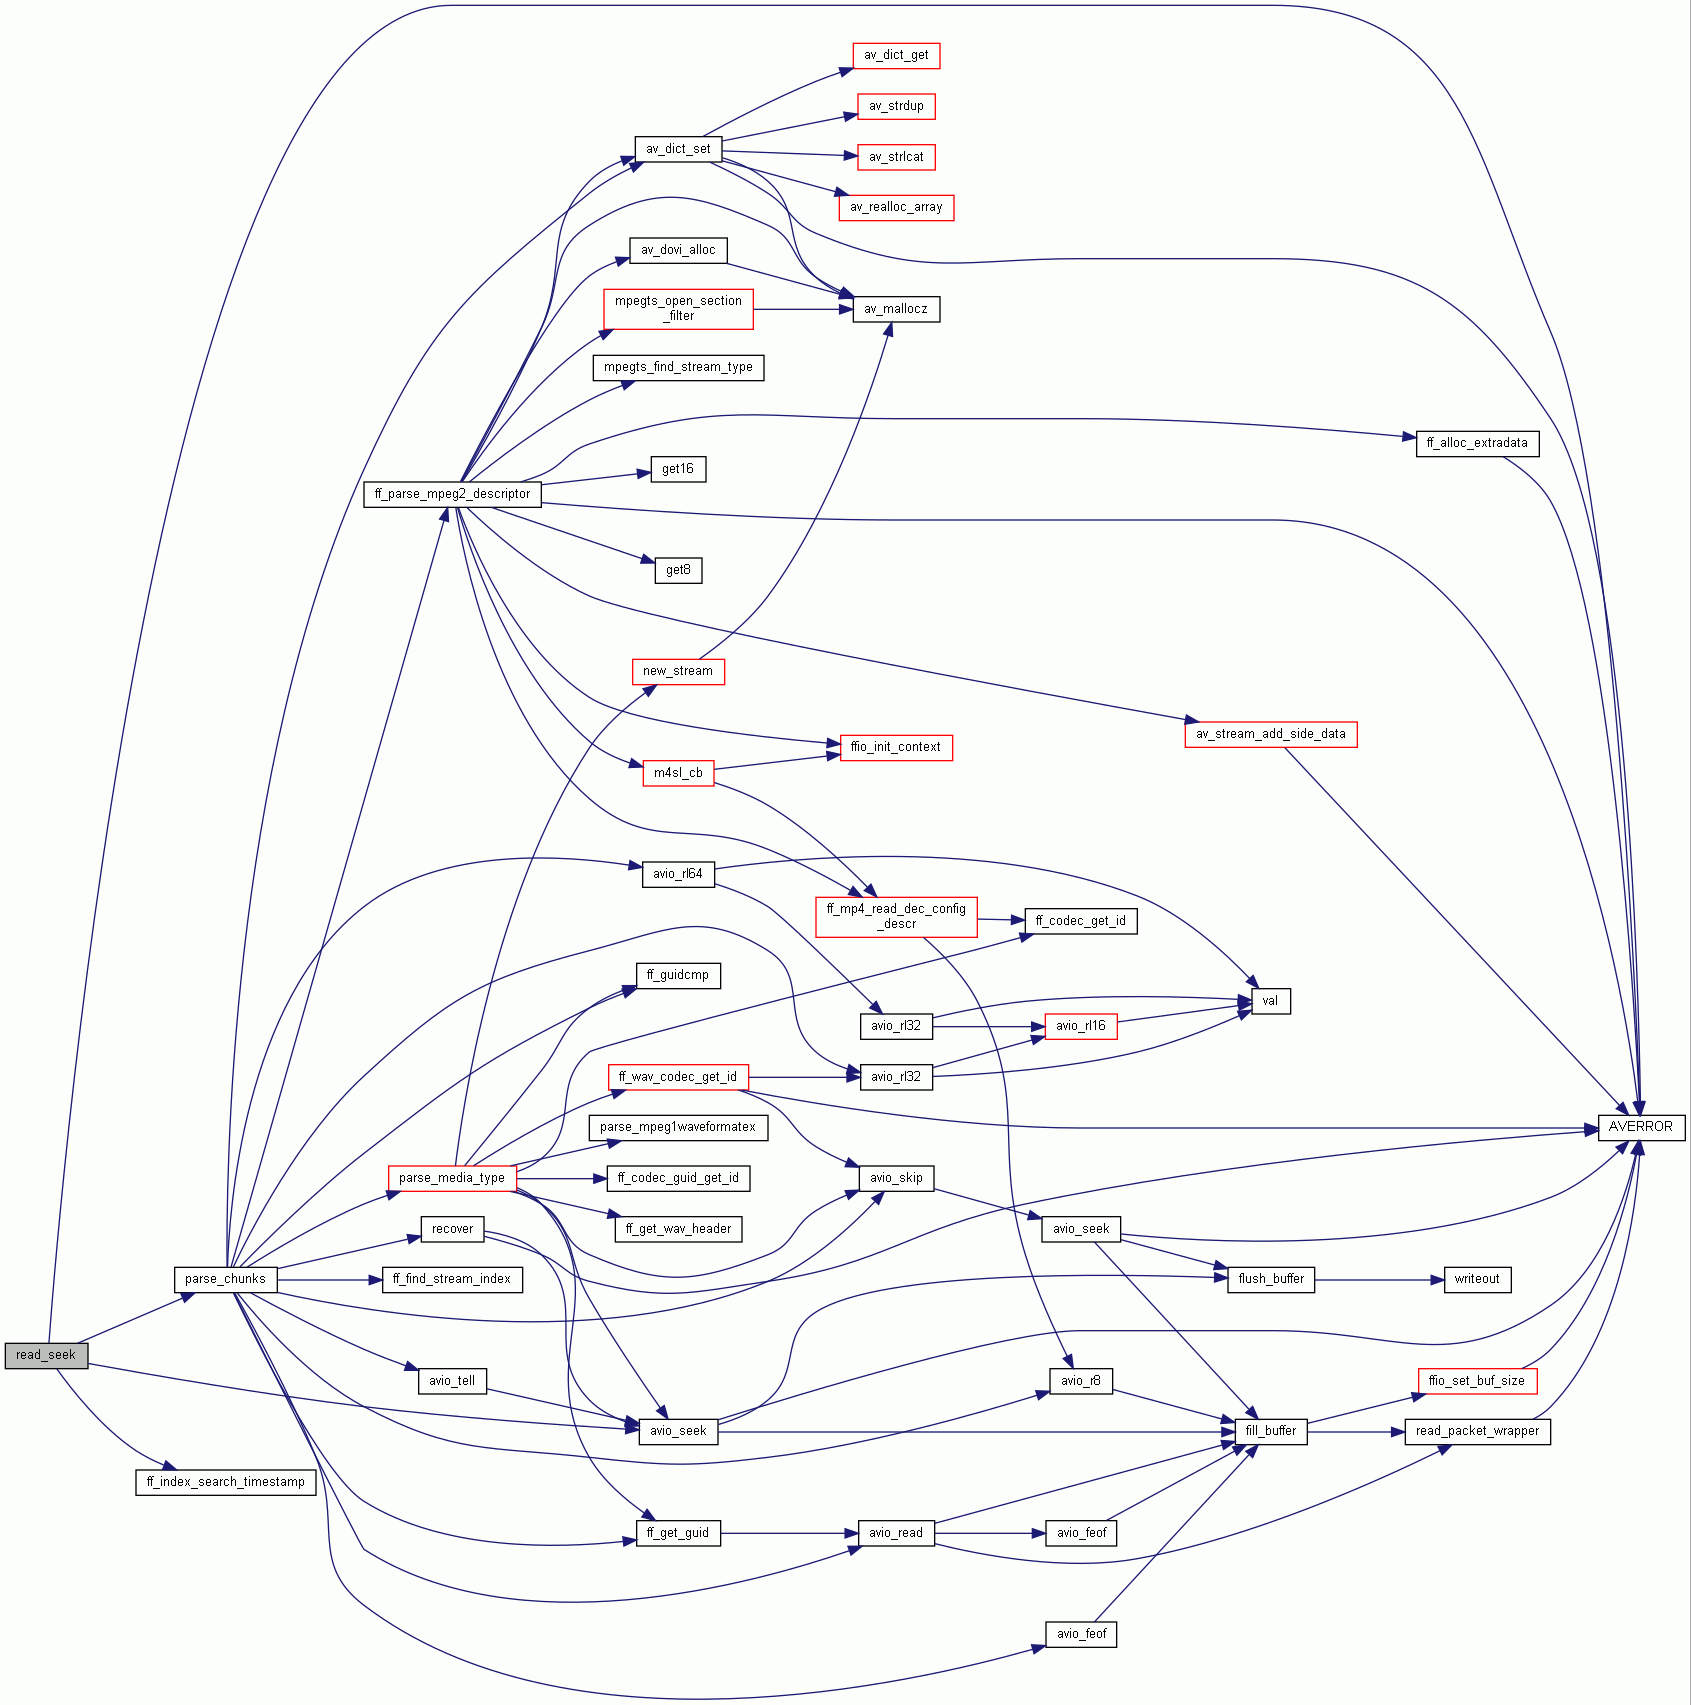 av_dict_get
av_strdup
av_dict_set
av_strlcat
av_realloc_array
av_dovi_alloc
mpegts_open_section
_filter
av_mallocz
mpegts_find_stream_type
ff_alloc_extradata
get16
ff_parse_mpeg2_descriptor
get8
new_stream
av_stream_add_side_data
ffio_init_context
m4sl_cb
avio_rl64
ff_mp4_read_dec_config
_descr
ff_codec_get_id
ff_guidcmp
val
avio_rl32
avio_rl16
ff_wav_codec_get_id
avio_rl32
parse_mpeg1waveformatex
AVERROR
parse_media_type
ff_codec_guid_get_id
avio_skip
recover
ff_get_wav_header
avio_seek
parse_chunks
ff_find_stream_index
flush_buffer
writeout
read_seek
avio_tell
avio_r8
ffio_set_buf_size
avio_seek
fill_buffer
read_packet_wrapper
ff_index_search_timestamp
ff_get_guid
avio_read
avio_feof
avio_feof